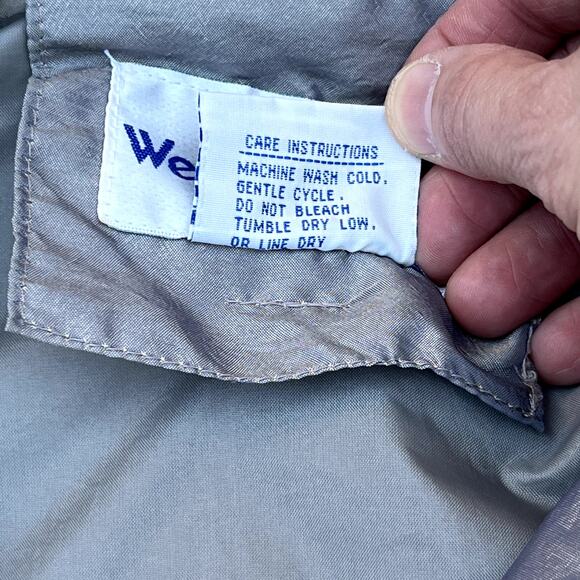 We
CARE INSTRUCTIONS
MACHINE WASH COLD,
GENTLE CYCLE.
DO NOT BLEACH
TUMBLE DRY LOW.
OR LINE DRY